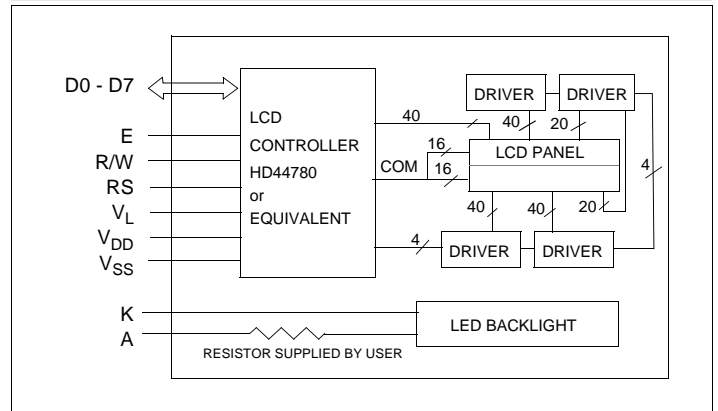 D0 - D7
E
R/W
RS
VL
VDD
VSS
K
A
LCD
CONTROLLER
HD44780
or
EQUIVALENT
40
COM
16
16
4
DRIVER
DRIVER
40
20
LCD PANEL
4
40
40
20
DRIVER
DRIVER
LED BACKLIGHT
RESISTOR SUPPLIED BY USER